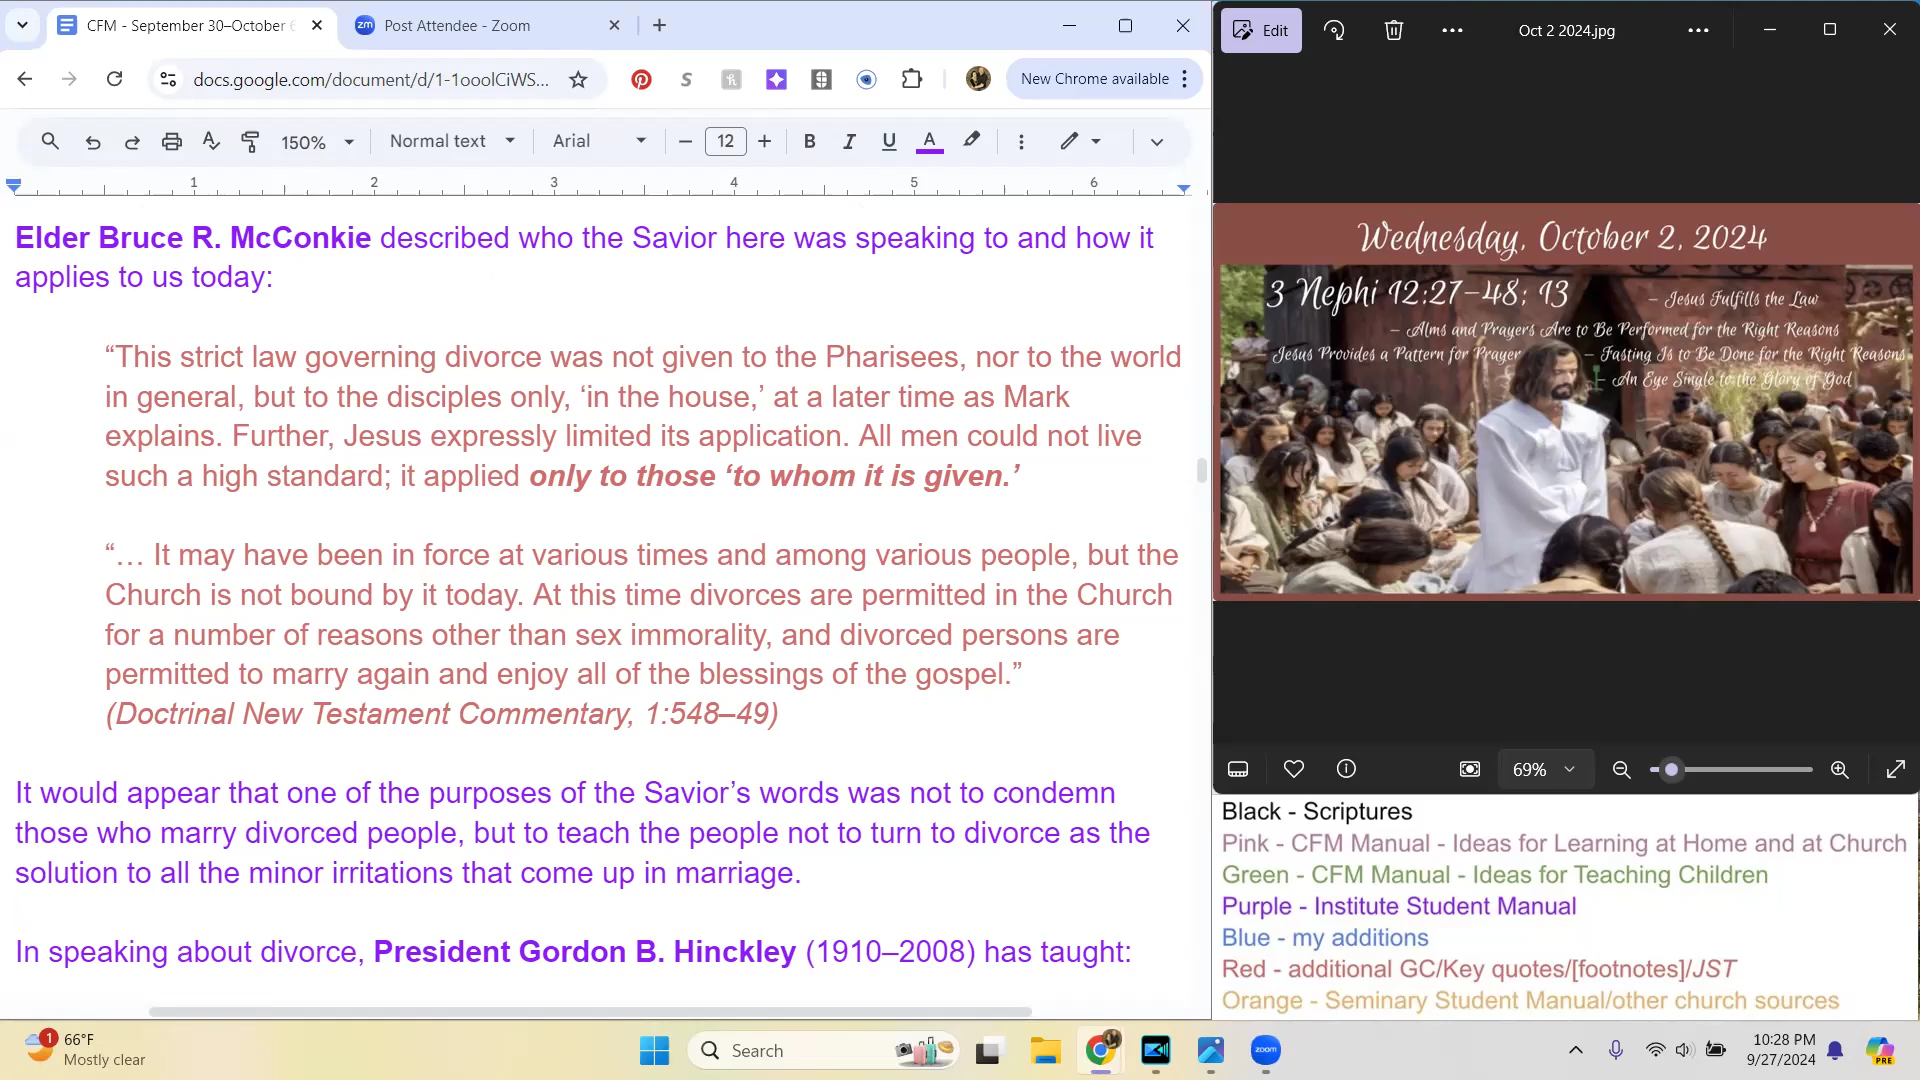 CFM - September 30–October 6
Post Attendee - Zoom
docs.google.com/document/d/1-1ooolCiWS...
New Chrome available
150%
Normal text
Arial
12
B I U A
1 2 3 4 5 6
Elder Bruce R. McConkie described who the Savior here was speaking to and how it
applies to us today:
“This strict law governing divorce was not given to the Pharisees, nor to the world
in general, but to the disciples only, ‘in the house,’ at a later time as Mark
explains. Further, Jesus expressly limited its application. All men could not live
such a high standard; it applied only to those ‘to whom it is given.’
“… It may have been in force at various times and among various people, but the
Church is not bound by it today. At this time divorces are permitted in the Church
for a number of reasons other than sex immorality, and divorced persons are
permitted to marry again and enjoy all of the blessings of the gospel.”
(Doctrinal New Testament Commentary, 1:548–49)
It would appear that one of the purposes of the Savior’s words was not to condemn
those who marry divorced people, but to teach the people not to turn to divorce as the
solution to all the minor irritations that come up in marriage.
In speaking about divorce, President Gordon B. Hinckley (1910–2008) has taught:
Edit
Oct 2 2024.jpg
Wednesday, October 2, 2024
3 Nephi 12:27–48; 13
– Jesus Fulfills the Law
– Alms and Prayers Are to Be Performed for the Right Reasons
Jesus Provides a Pattern for Prayer
– Fasting Is to Be Done for the Right Reasons
– An Eye Single to the Glory of God
69%
Black - Scriptures
Pink - CFM Manual - Ideas for Learning at Home and at Church
Green - CFM Manual - Ideas for Teaching Children
Purple - Institute Student Manual
Blue - my additions
Red - additional GC/Key quotes/[footnotes]/JST
Orange - Seminary Student Manual/other church sources
1
66°F
Mostly clear
Search
zoom
10:28 PM
9/27/2024
PRE